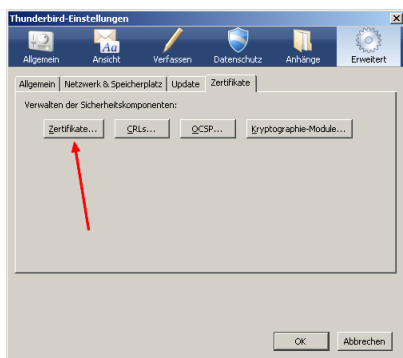 Thunderbird-Einstellungen
Allgemein Ansicht Verfassen Datenschutz Anhänge Erweitert
Allgemein Netzwerk & Speicherplatz Update Zertifikate
Verwalten der Sicherheitskomponenten:
Zertifikate... CRLs... OCSP... Kryptographie-Module...
OK Abbrechen